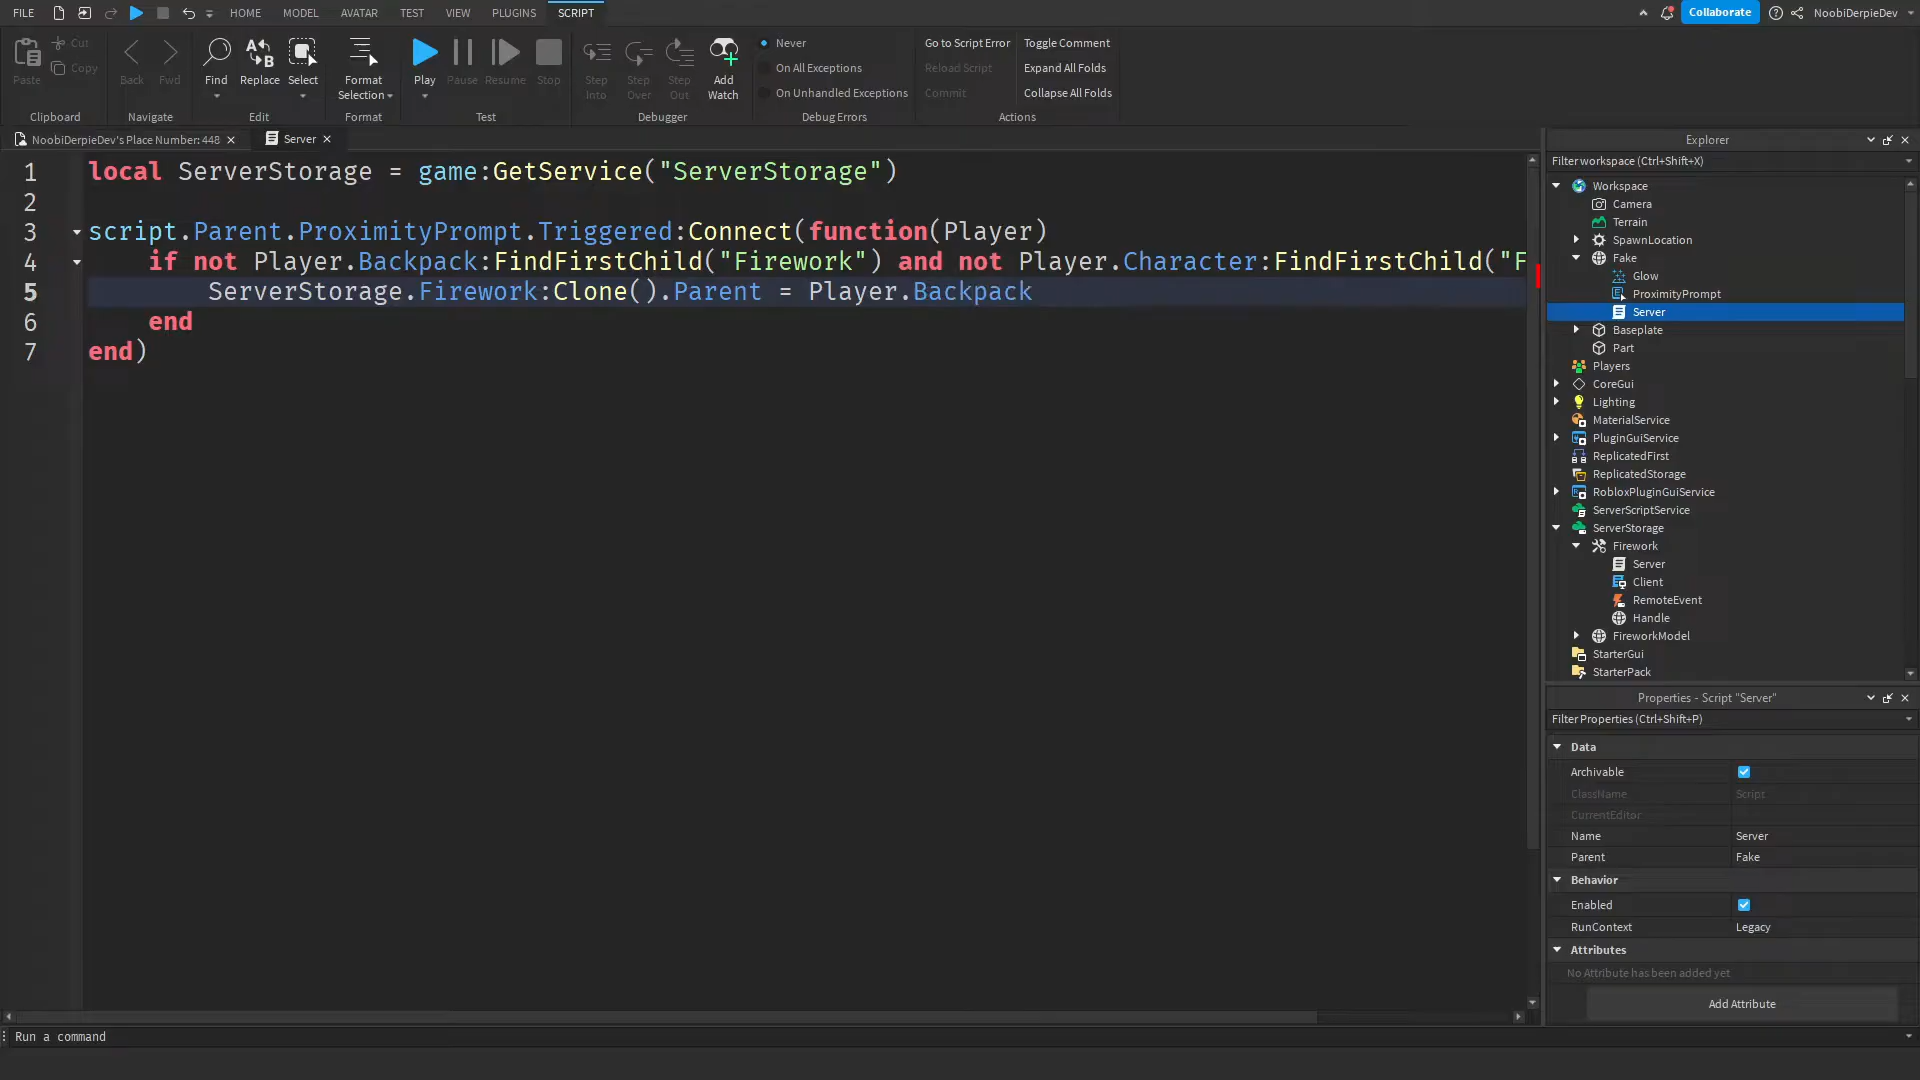 FILE HOME MODEL AVATAR TEST VIEW PLUGINS SCRIPT Collaborate NoobiDerpieDev
Paste Cut Copy Back Fwd Find Replace Select Format Selection Play Pause Resume Stop Step Into Step Over Step Out Add Watch
Never
On All Exceptions
On Unhandled Exceptions
Go to Script Error
Reload Script
Commit
Toggle Comment
Expand All Folds
Collapse All Folds
Clipboard Navigate Edit Format Test Debugger Debug Errors Actions
NoobiDerpieDev's Place Number: 448 Server
1 local ServerStorage = game:GetService("ServerStorage")
2
3 script.Parent.ProximityPrompt.Triggered:Connect(function(Player)
4 if not Player.Backpack:FindFirstChild("Firework") and not Player.Character:FindFirstChild("F
5 ServerStorage.Firework:Clone().Parent = Player.Backpack
6 end
7 end)
Explorer
Filter workspace (Ctrl+Shift+X)
Workspace
Camera
Terrain
SpawnLocation
Fake
Glow
ProximityPrompt
Server
Baseplate
Part
Players
CoreGui
Lighting
MaterialService
PluginGuiService
ReplicatedFirst
ReplicatedStorage
RobloxPluginGuiService
ServerScriptService
ServerStorage
Firework
Server
Client
RemoteEvent
Handle
FireworkModel
StarterGui
StarterPack
Properties - Script "Server"
Filter Properties (Ctrl+Shift+P)
Data
Archivable
ClassName Script
CurrentEditor
Name Server
Parent Fake
Behavior
Enabled
RunContext Legacy
Attributes
No Attribute has been added yet
Add Attribute
Run a command